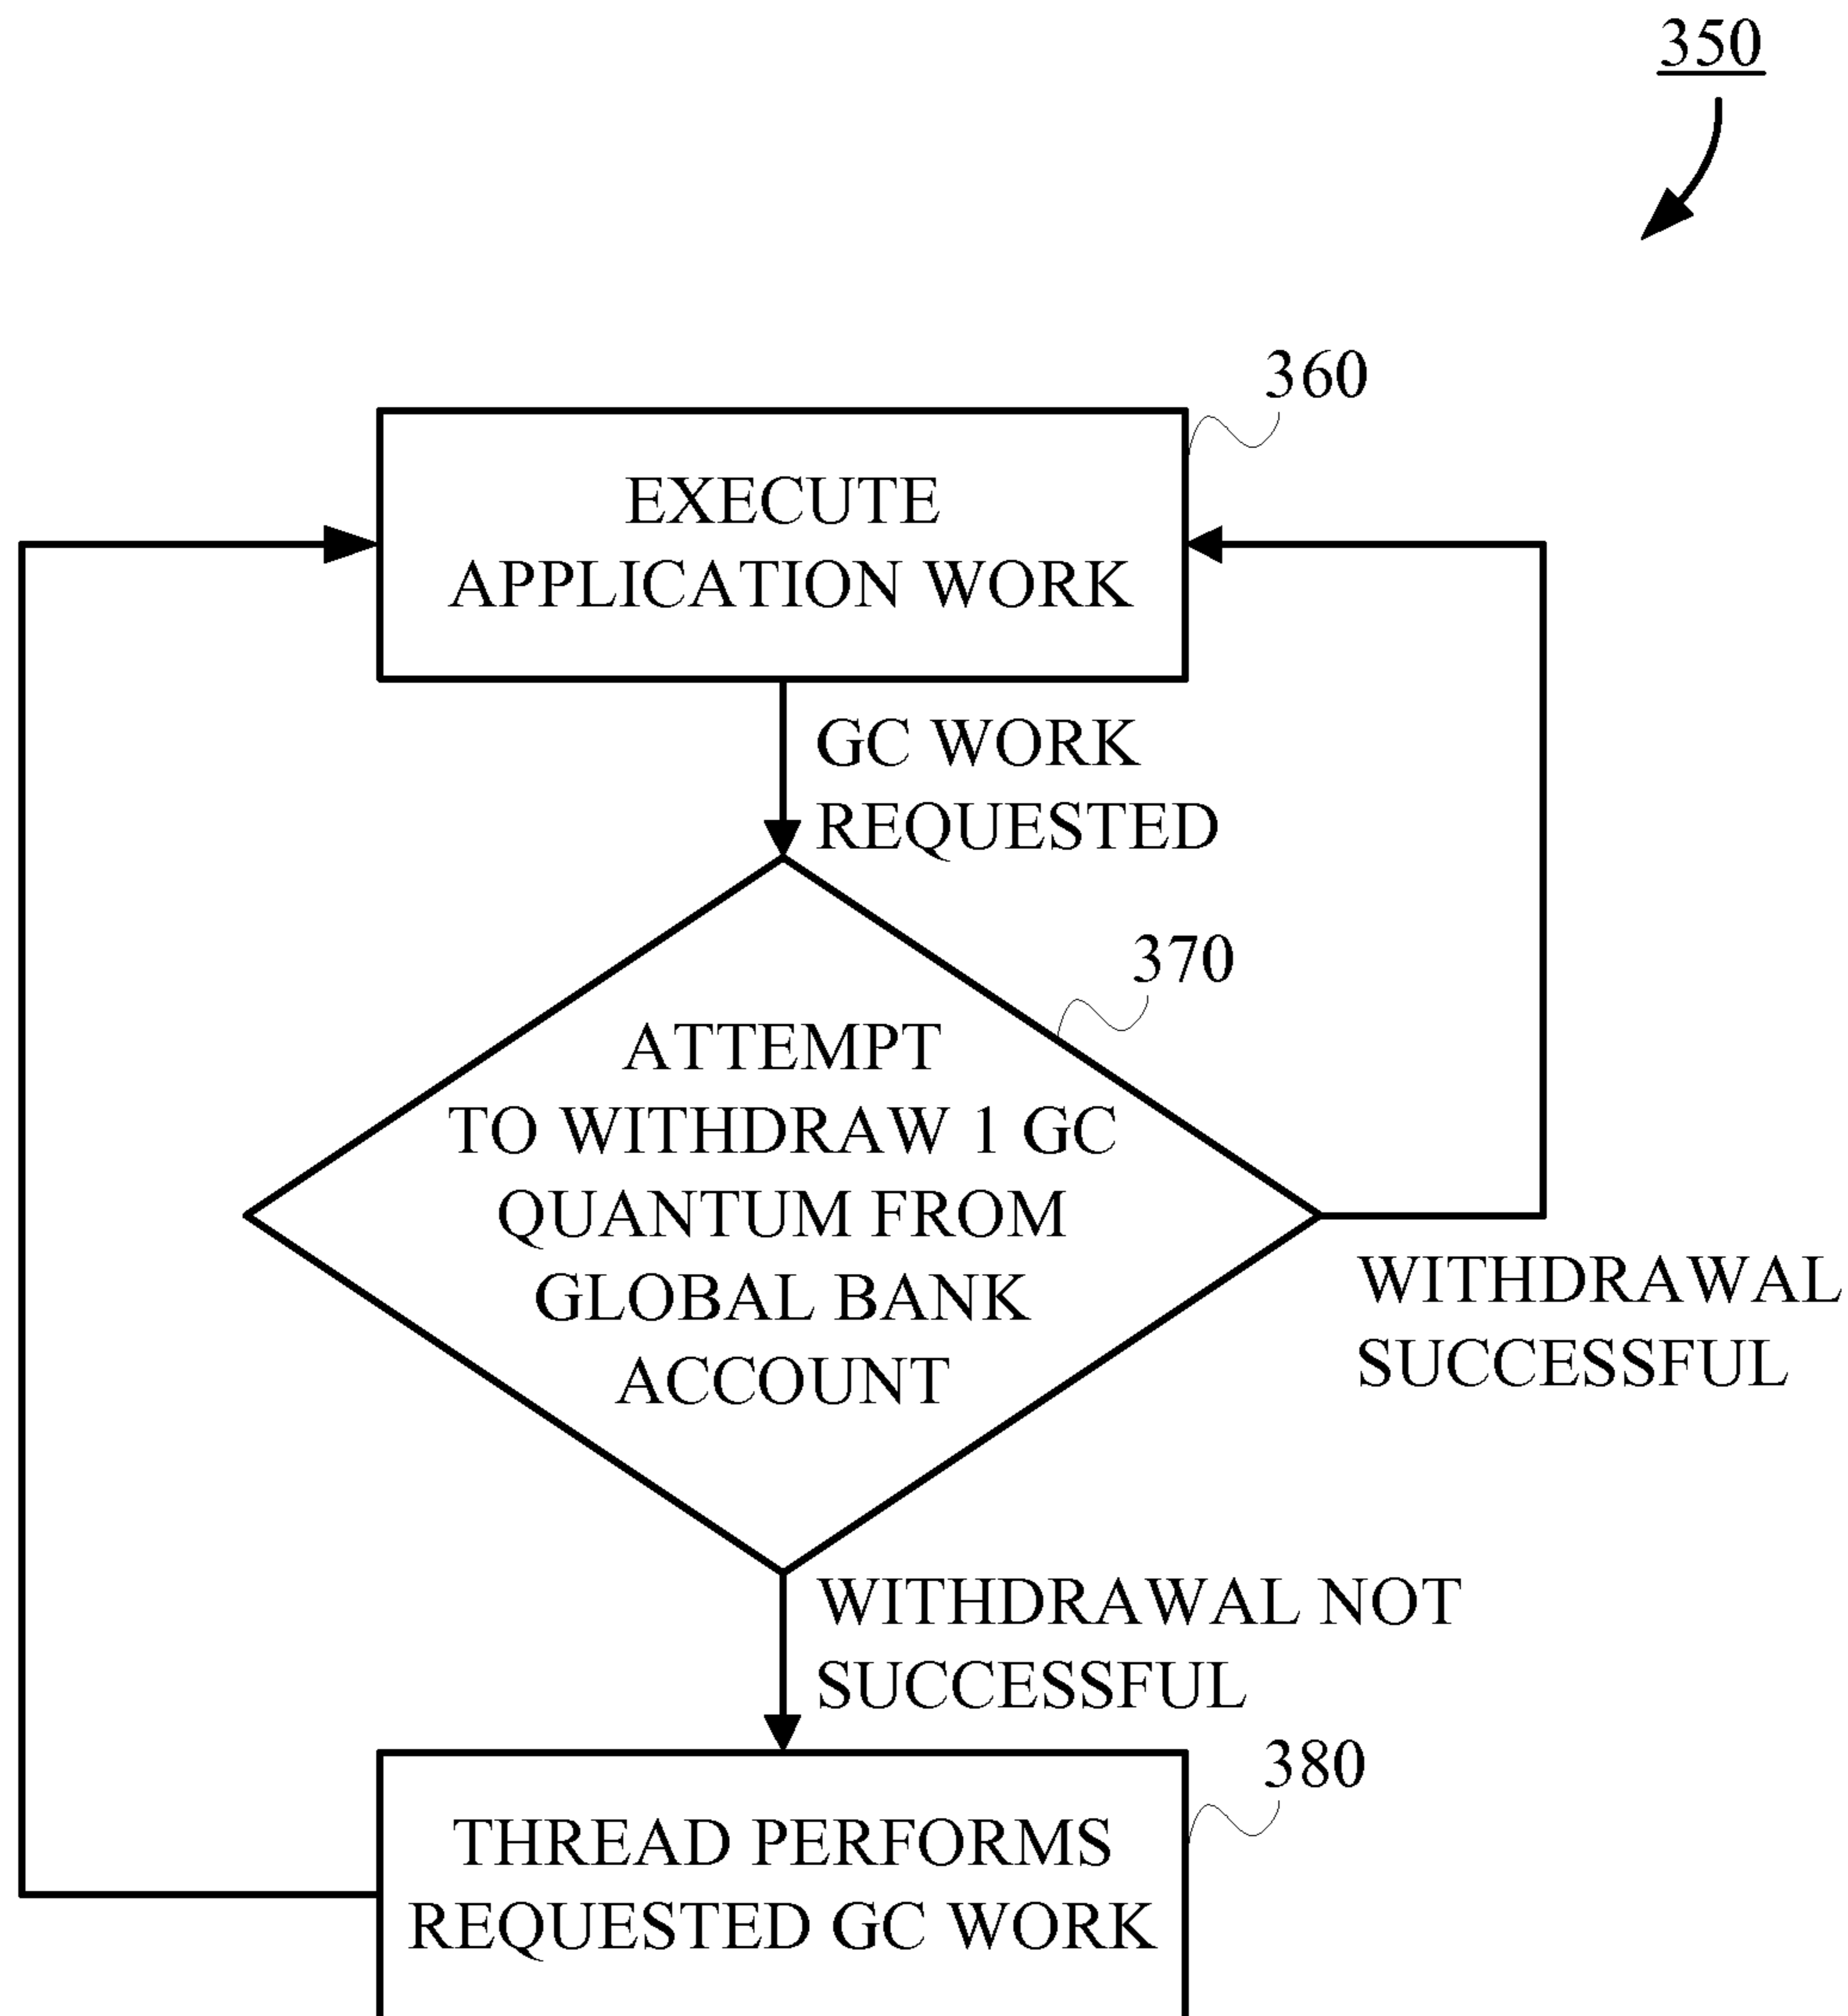 350
360
EXECUTE
APPLICATION WORK
GC WORK
REQUESTED
370
ATTEMPT
TO WITHDRAW 1 GC
QUANTUM FROM
GLOBAL BANK
ACCOUNT
WITHDRAWAL
SUCCESSFUL
WITHDRAWAL NOT
SUCCESSFUL
380
THREAD PERFORMS
REQUESTED GC WORK